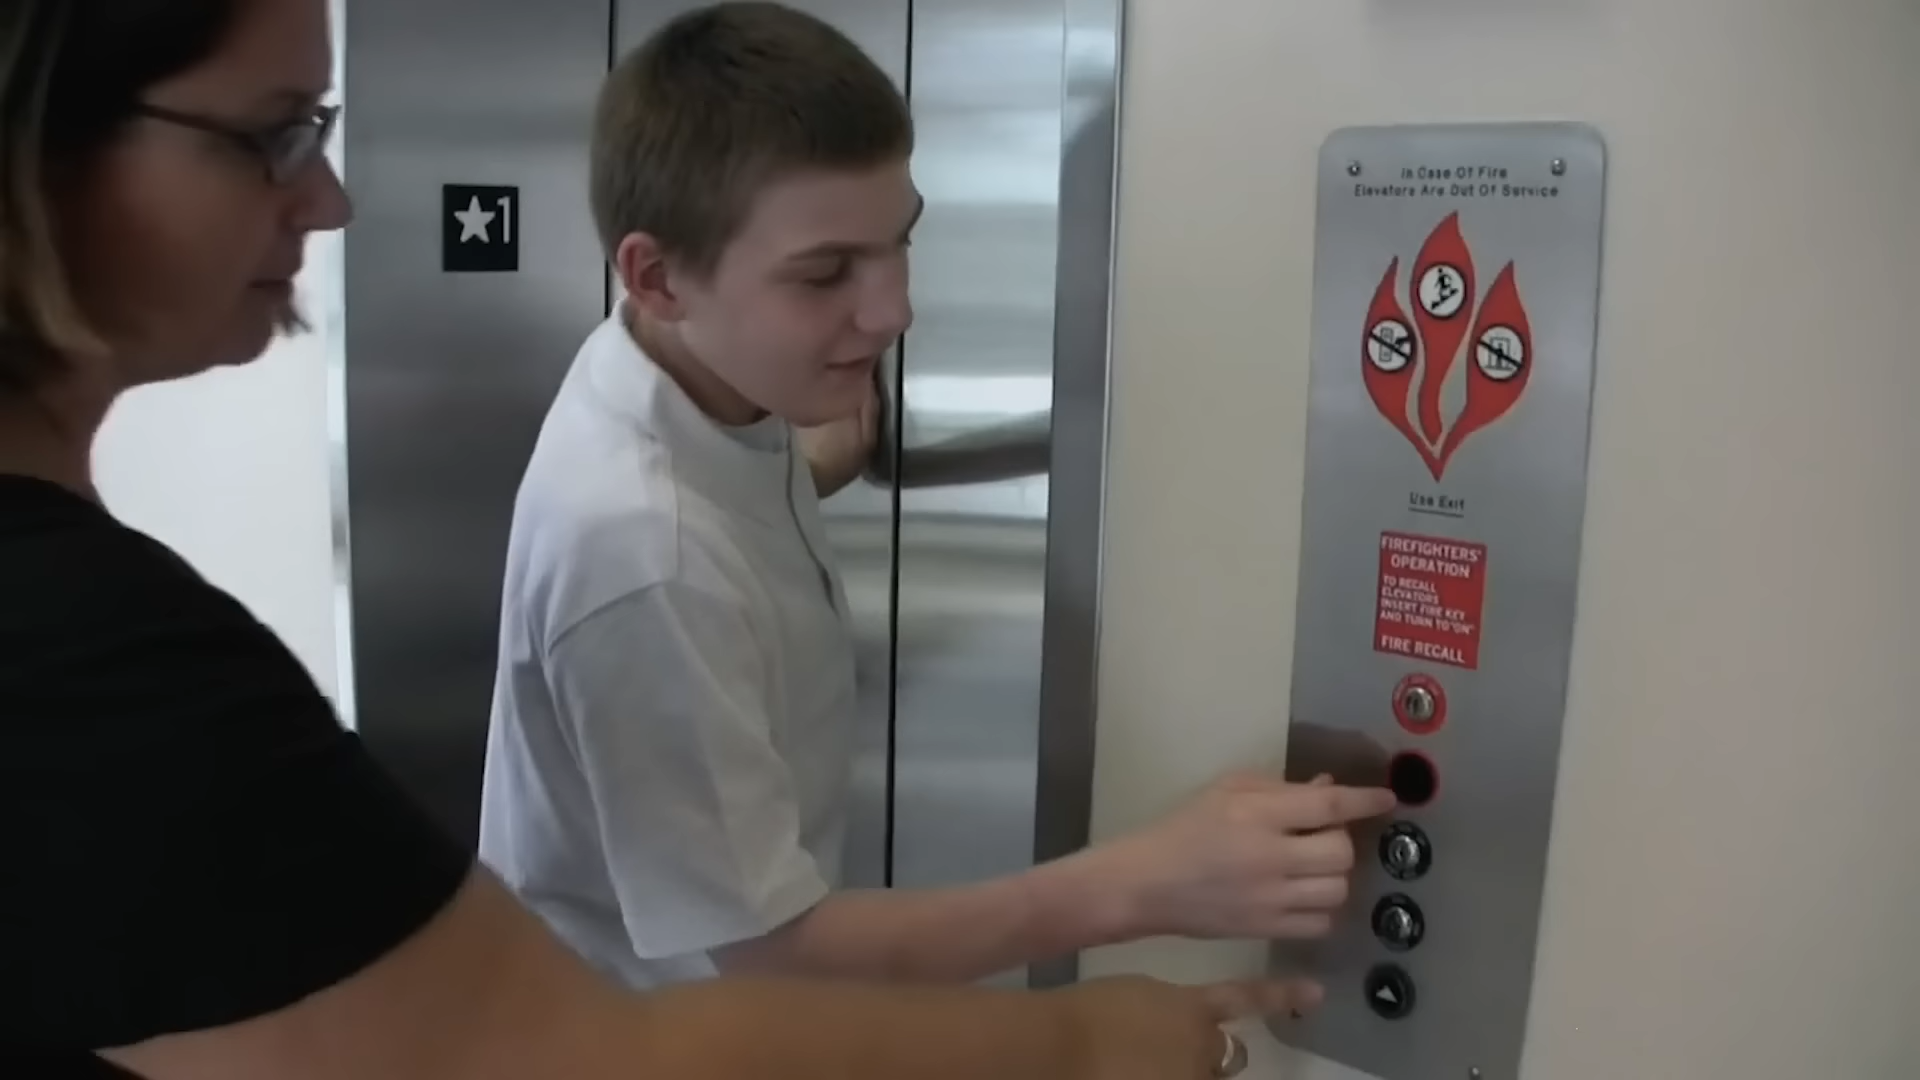 ★1
In Case Of Fire
Elevators Are Out Of Service
Use Exit
FIREFIGHTERS'
OPERATION
TO RECALL
ELEVATORS
INSERT FIRE KEY
AND TURN TO "ON"
FIRE RECALL